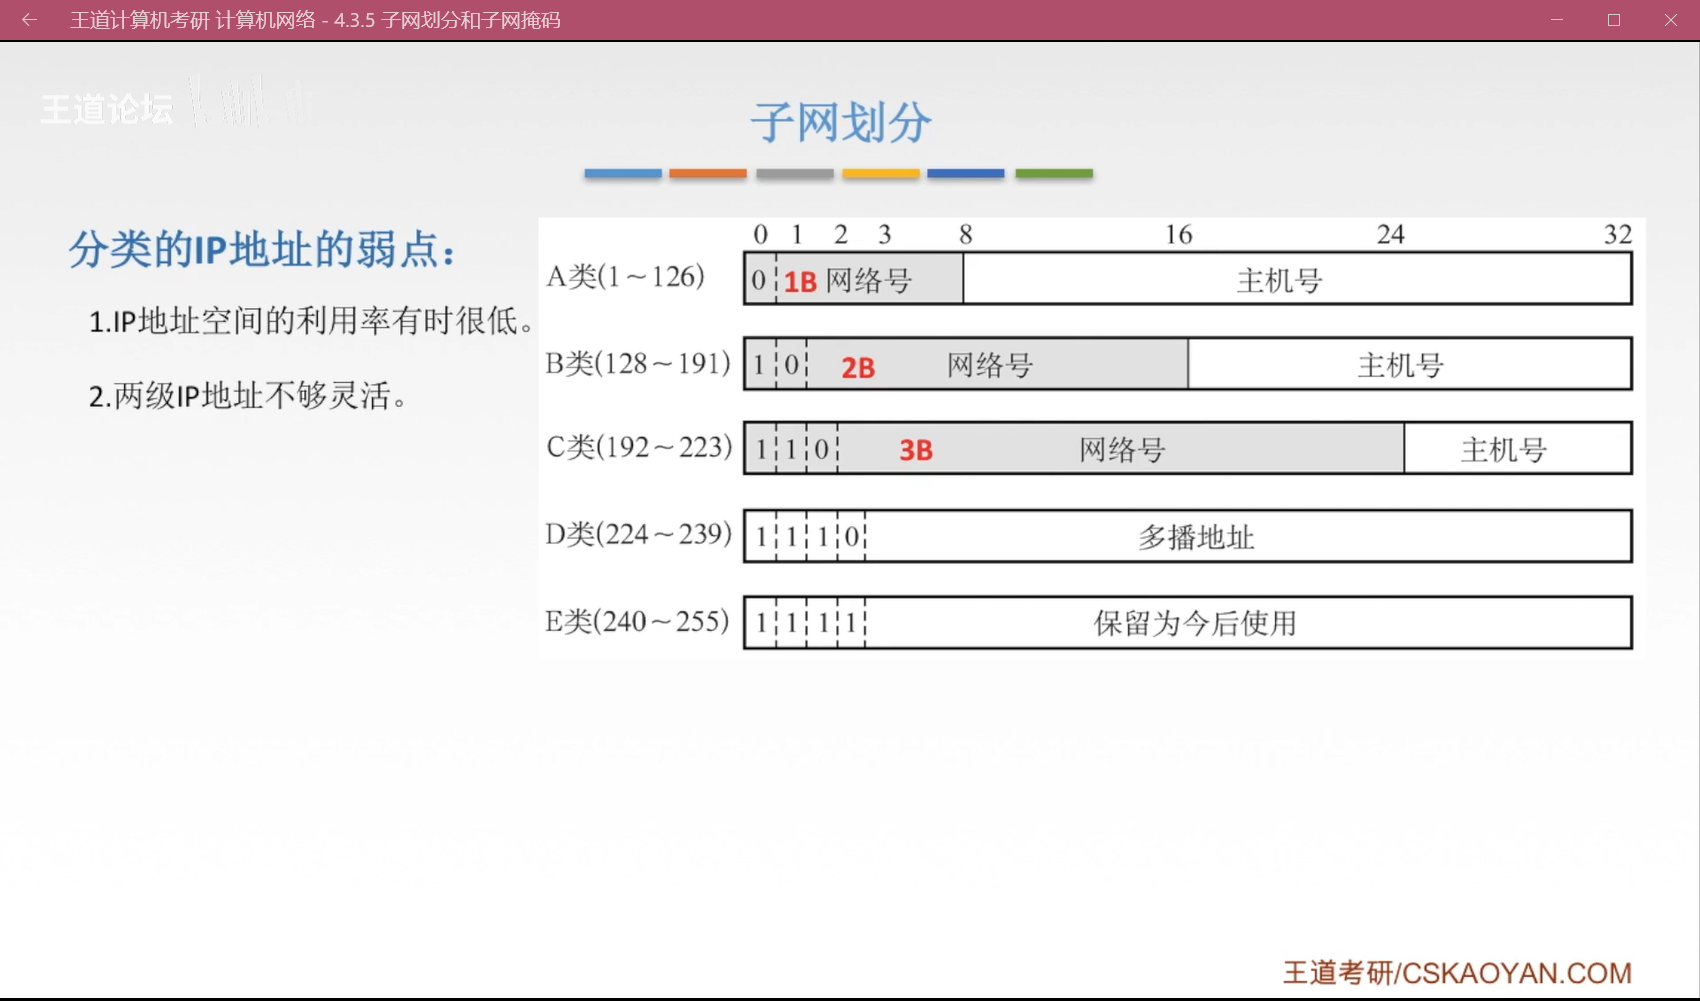 王道计算机考研 计算机网络 - 4.3.5 子网划分和子网掩码
王道论坛
子网划分
分类的IP地址的弱点：
1.IP地址空间的利用率有时很低。
2.两级IP地址不够灵活。
0 1 2 3 8 16 24 32
A类(1～126) 0 1B 网络号 主机号
B类(128～191) 1 0 2B 网络号 主机号
C类(192～223) 1 1 0 3B 网络号 主机号
D类(224～239) 1 1 1 0 多播地址
E类(240～255) 1 1 1 1 保留为今后使用
王道考研/CSKAOYAN.COM